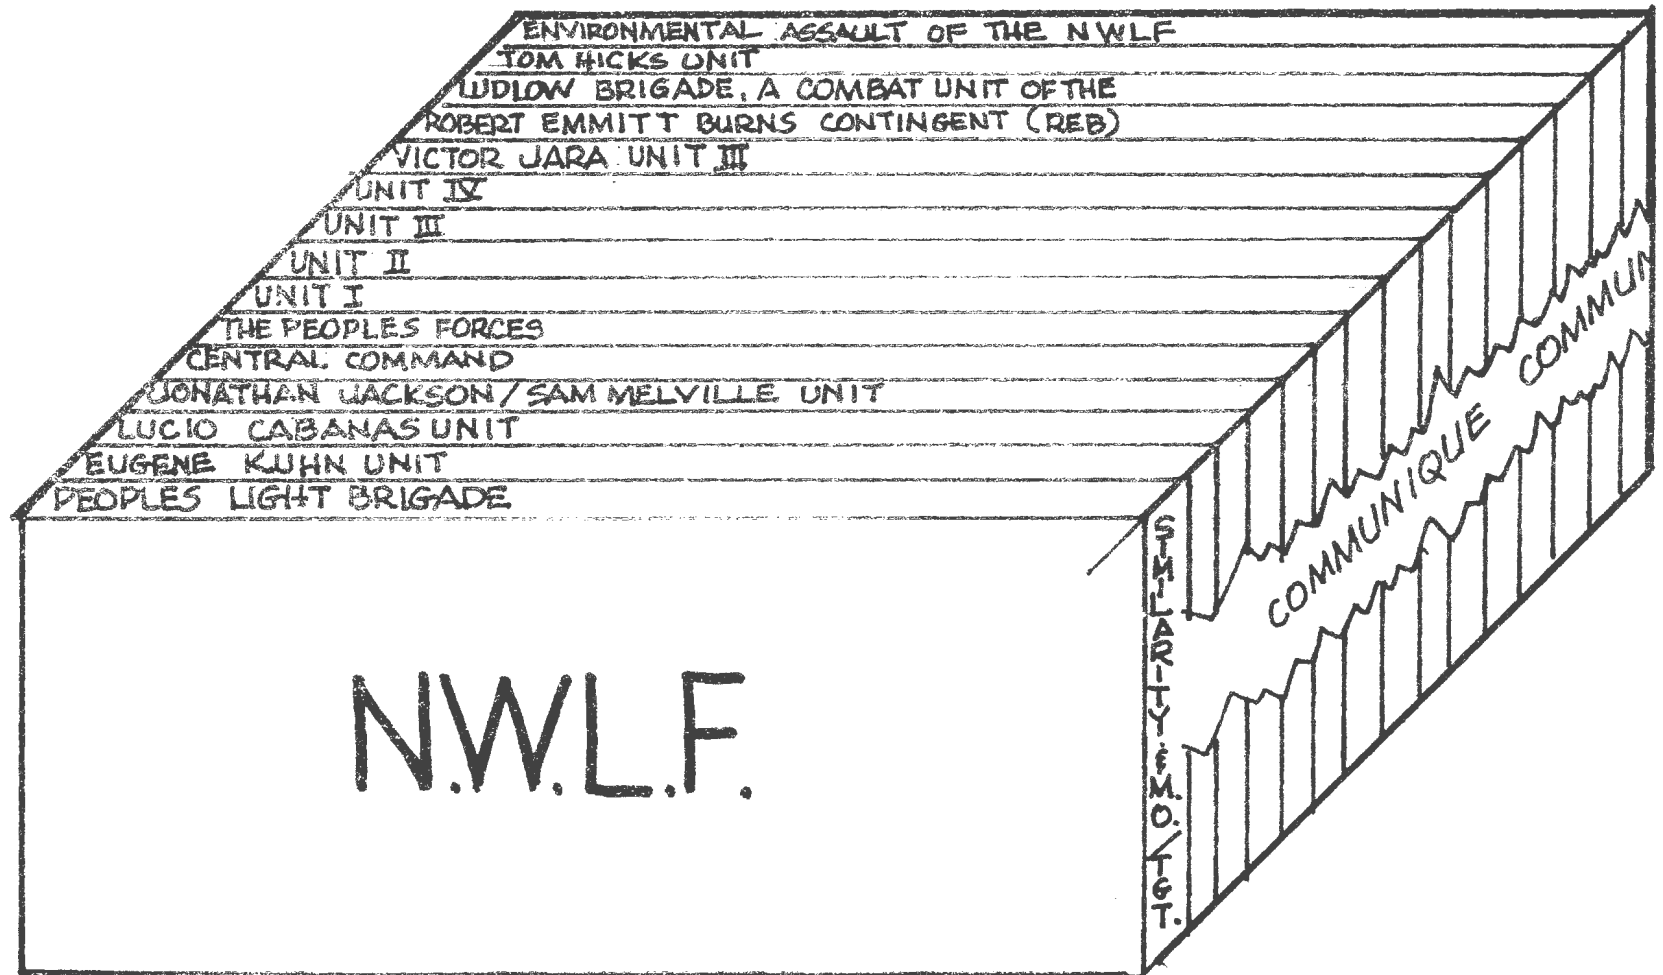 ENVIRONMENTAL ASSAULT OF THE NWLF
TOM HICKS UNIT
LUDLOW BRIGADE, A COMBAT UNIT OF THE
ROBERT EMMITT BURNS CONTINGENT (REB)
VICTOR JARA UNIT III
UNIT IV
UNIT III
UNIT II
UNIT I
THE PEOPLES FORCES
CENTRAL COMMAND
JONATHAN JACKSON/SAM MELVILLE UNIT
LUCIO CABANAS UNIT
EUGENE KUHN UNIT
PEOPLES LIGHT BRIGADE
N.W.L.F.
SIMILARITY & M.O./TGT.
COMMUNIQUE COMMUN